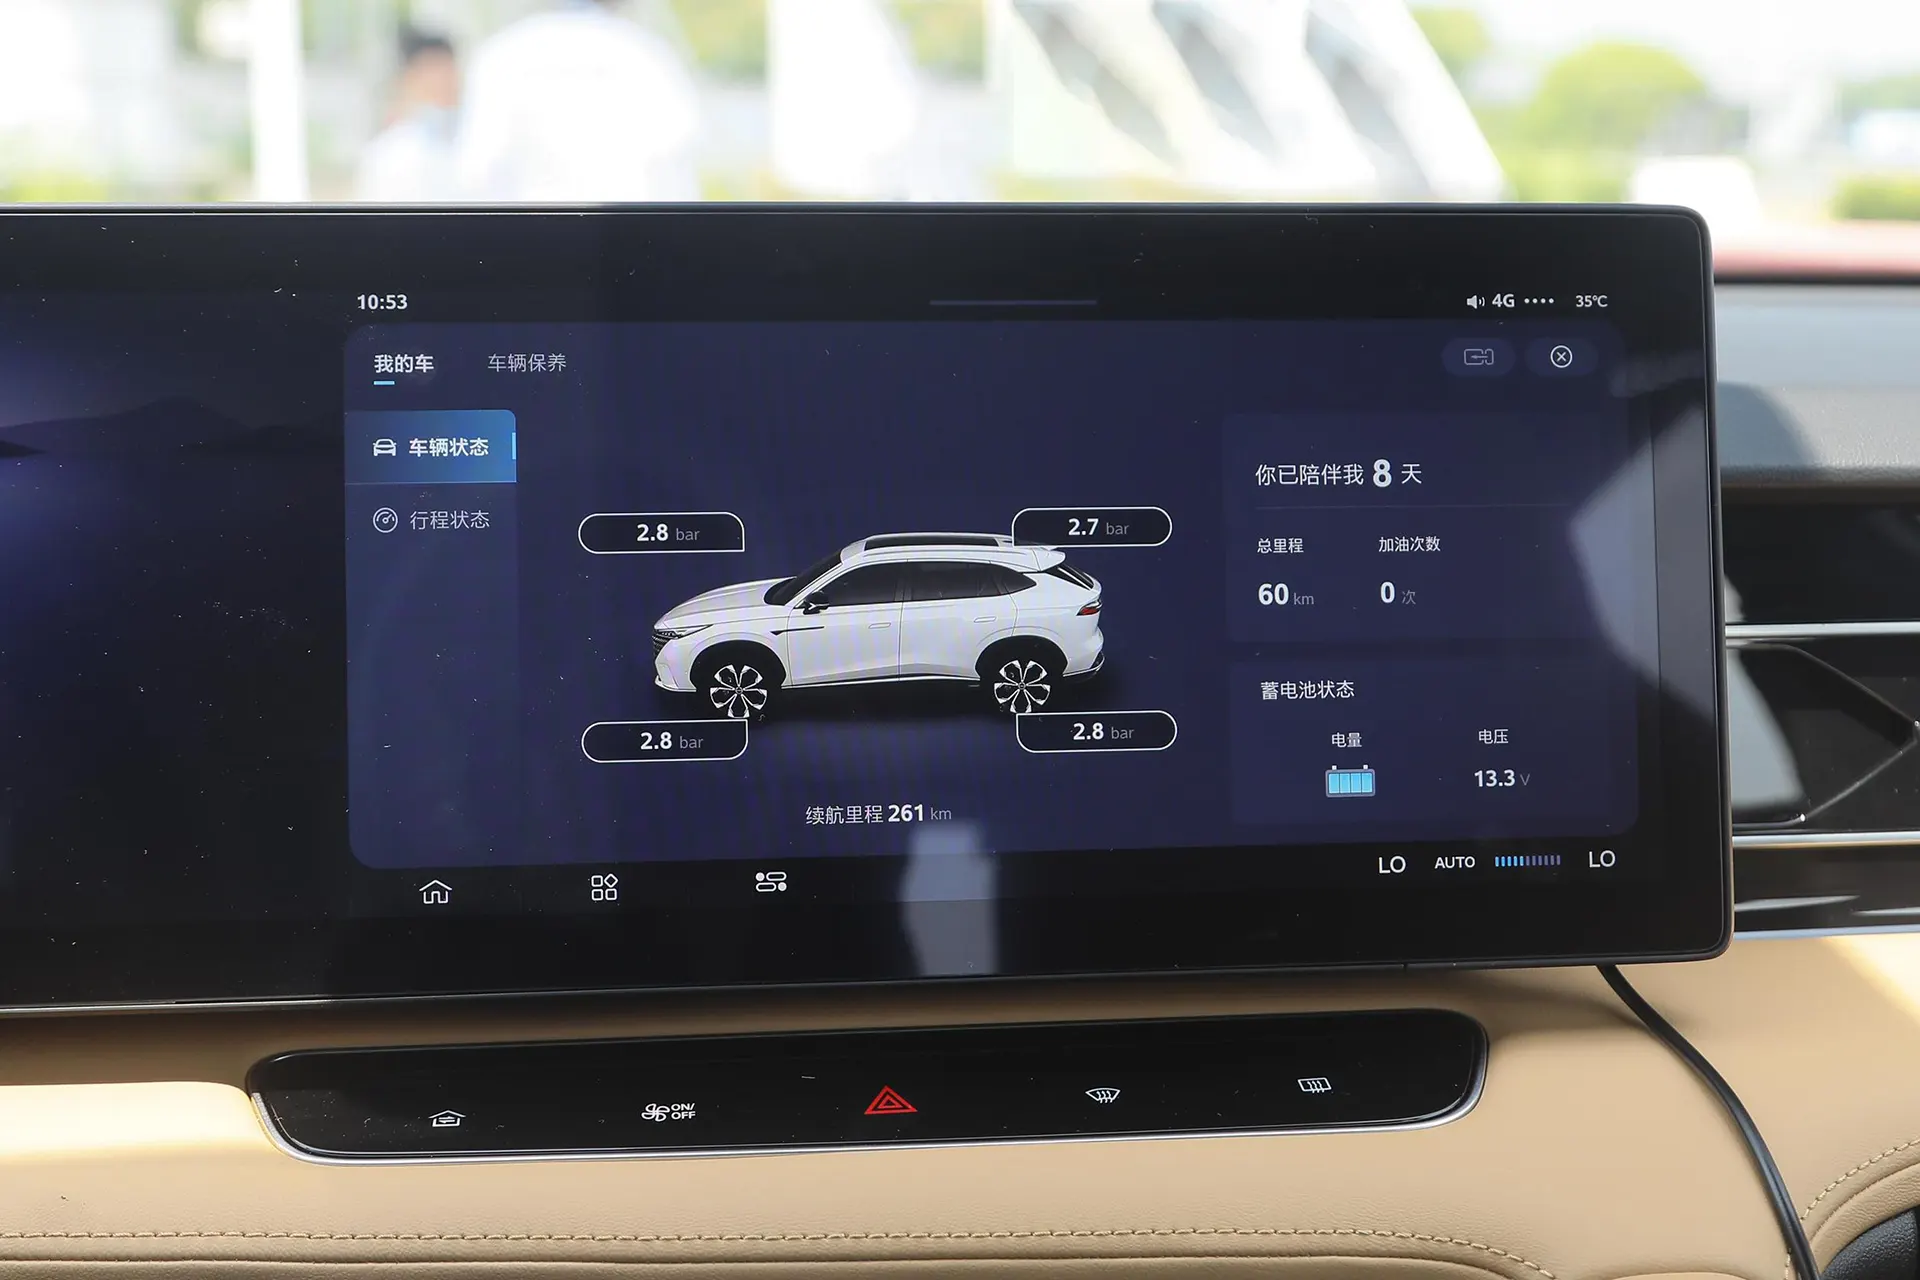 10:53
4G
35℃
我的车
车辆保养
车辆状态
行程状态
2.8 bar
2.7 bar
2.8 bar
2.8 bar
续航里程 261 km
你已陪伴我 8 天
总里程
加油次数
60 km
0 次
蓄电池状态
电量
电压
13.3 V
LO
AUTO
LO
ON/
OFF